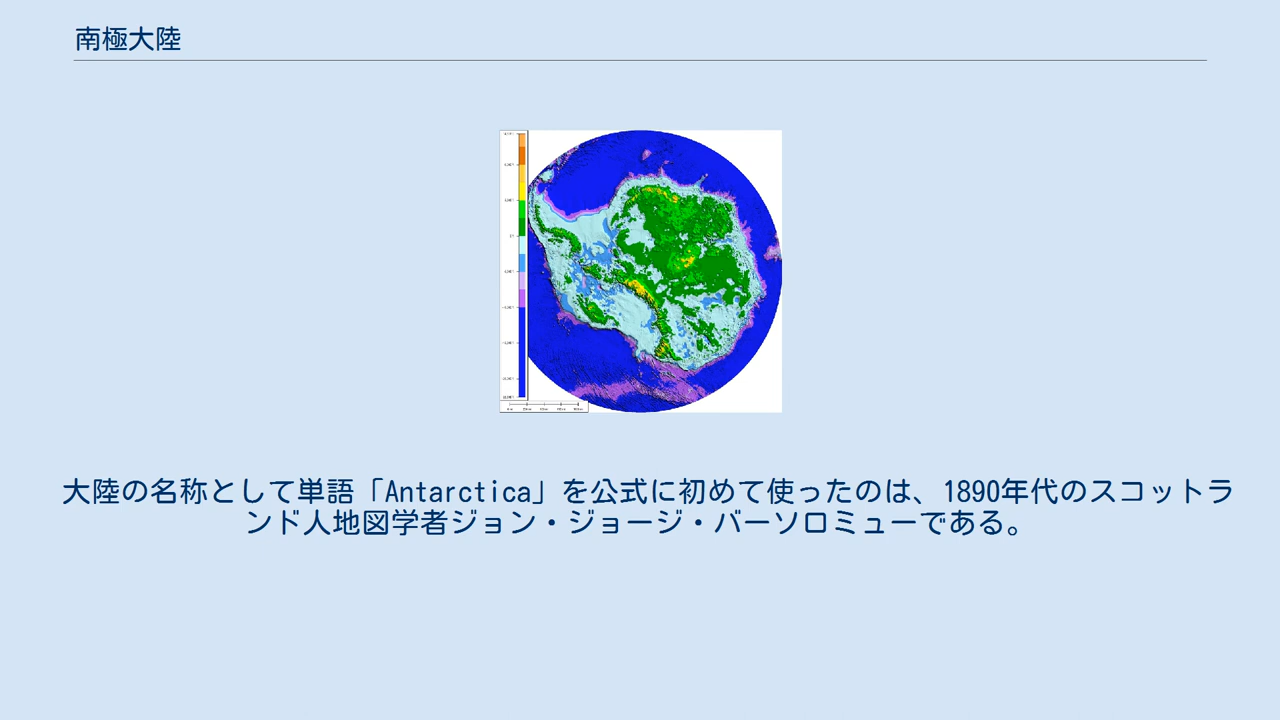 南極大陸
大陸の名称として単語「Antarctica」を公式に初めて使ったのは、1890年代のスコットラ
ンド人地図学者ジョン・ジョージ・バーソロミューである。